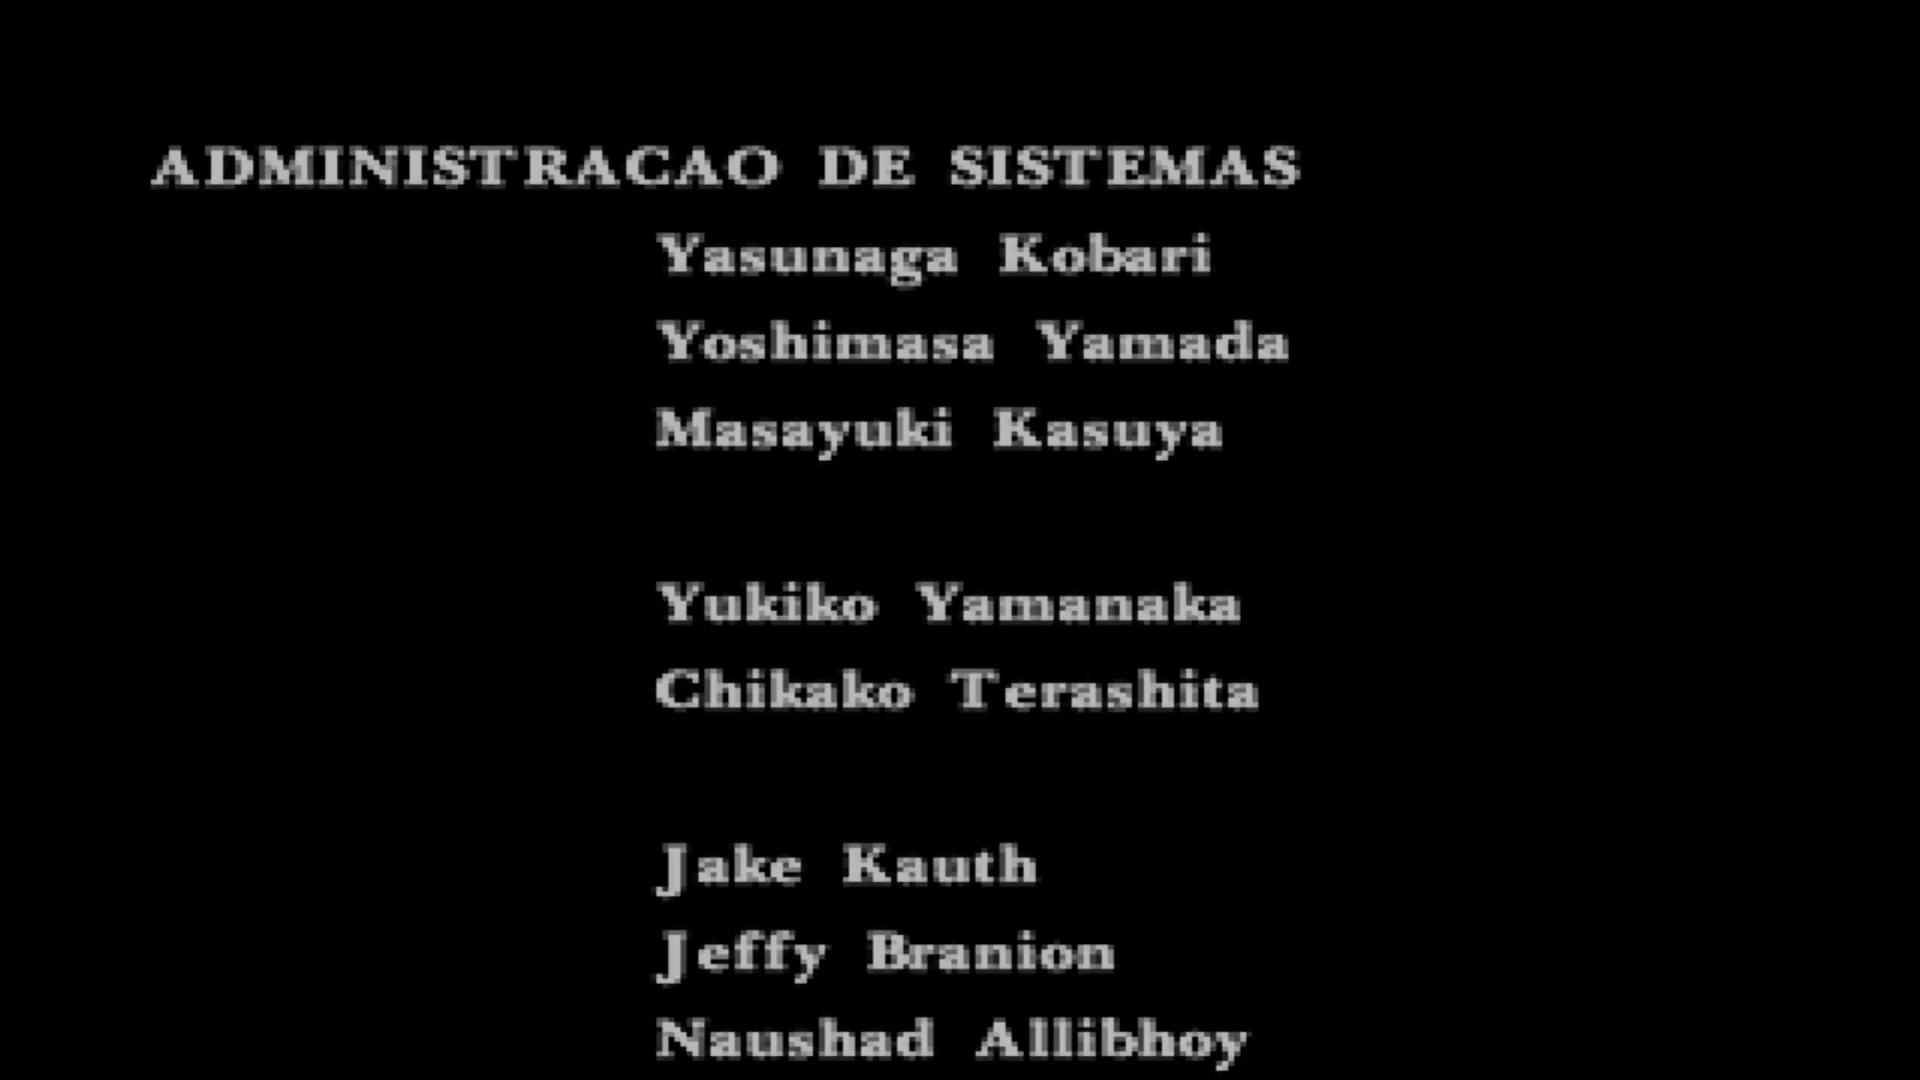 ADMINISTRACAO DE SISTEMAS
Yasunaga Kobari
Yoshimasa Yamada
Masayuki Kasuya
Yukiko Yamanaka
Chikako Terashita
Jake Kauth
Jeffy Branion
Naushad Allibhoy